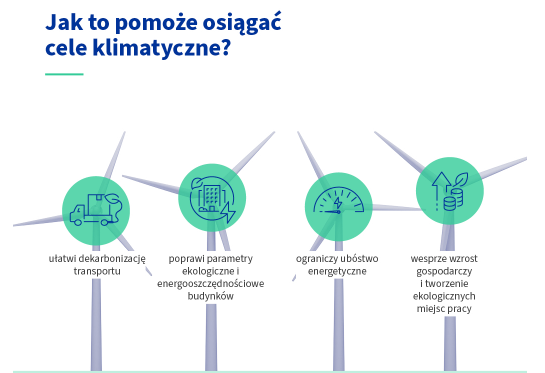 Jak to pomoże osiągać
cele klimatyczne?
ułatwi dekarbonizację
transportu
poprawi parametry
ekologiczne i
energooszczędnościowe
budynków
ograniczy ubóstwo
energetyczne
wesprze wzrost
gospodarczy
i tworzenie
ekologicznych
miejsc pracy